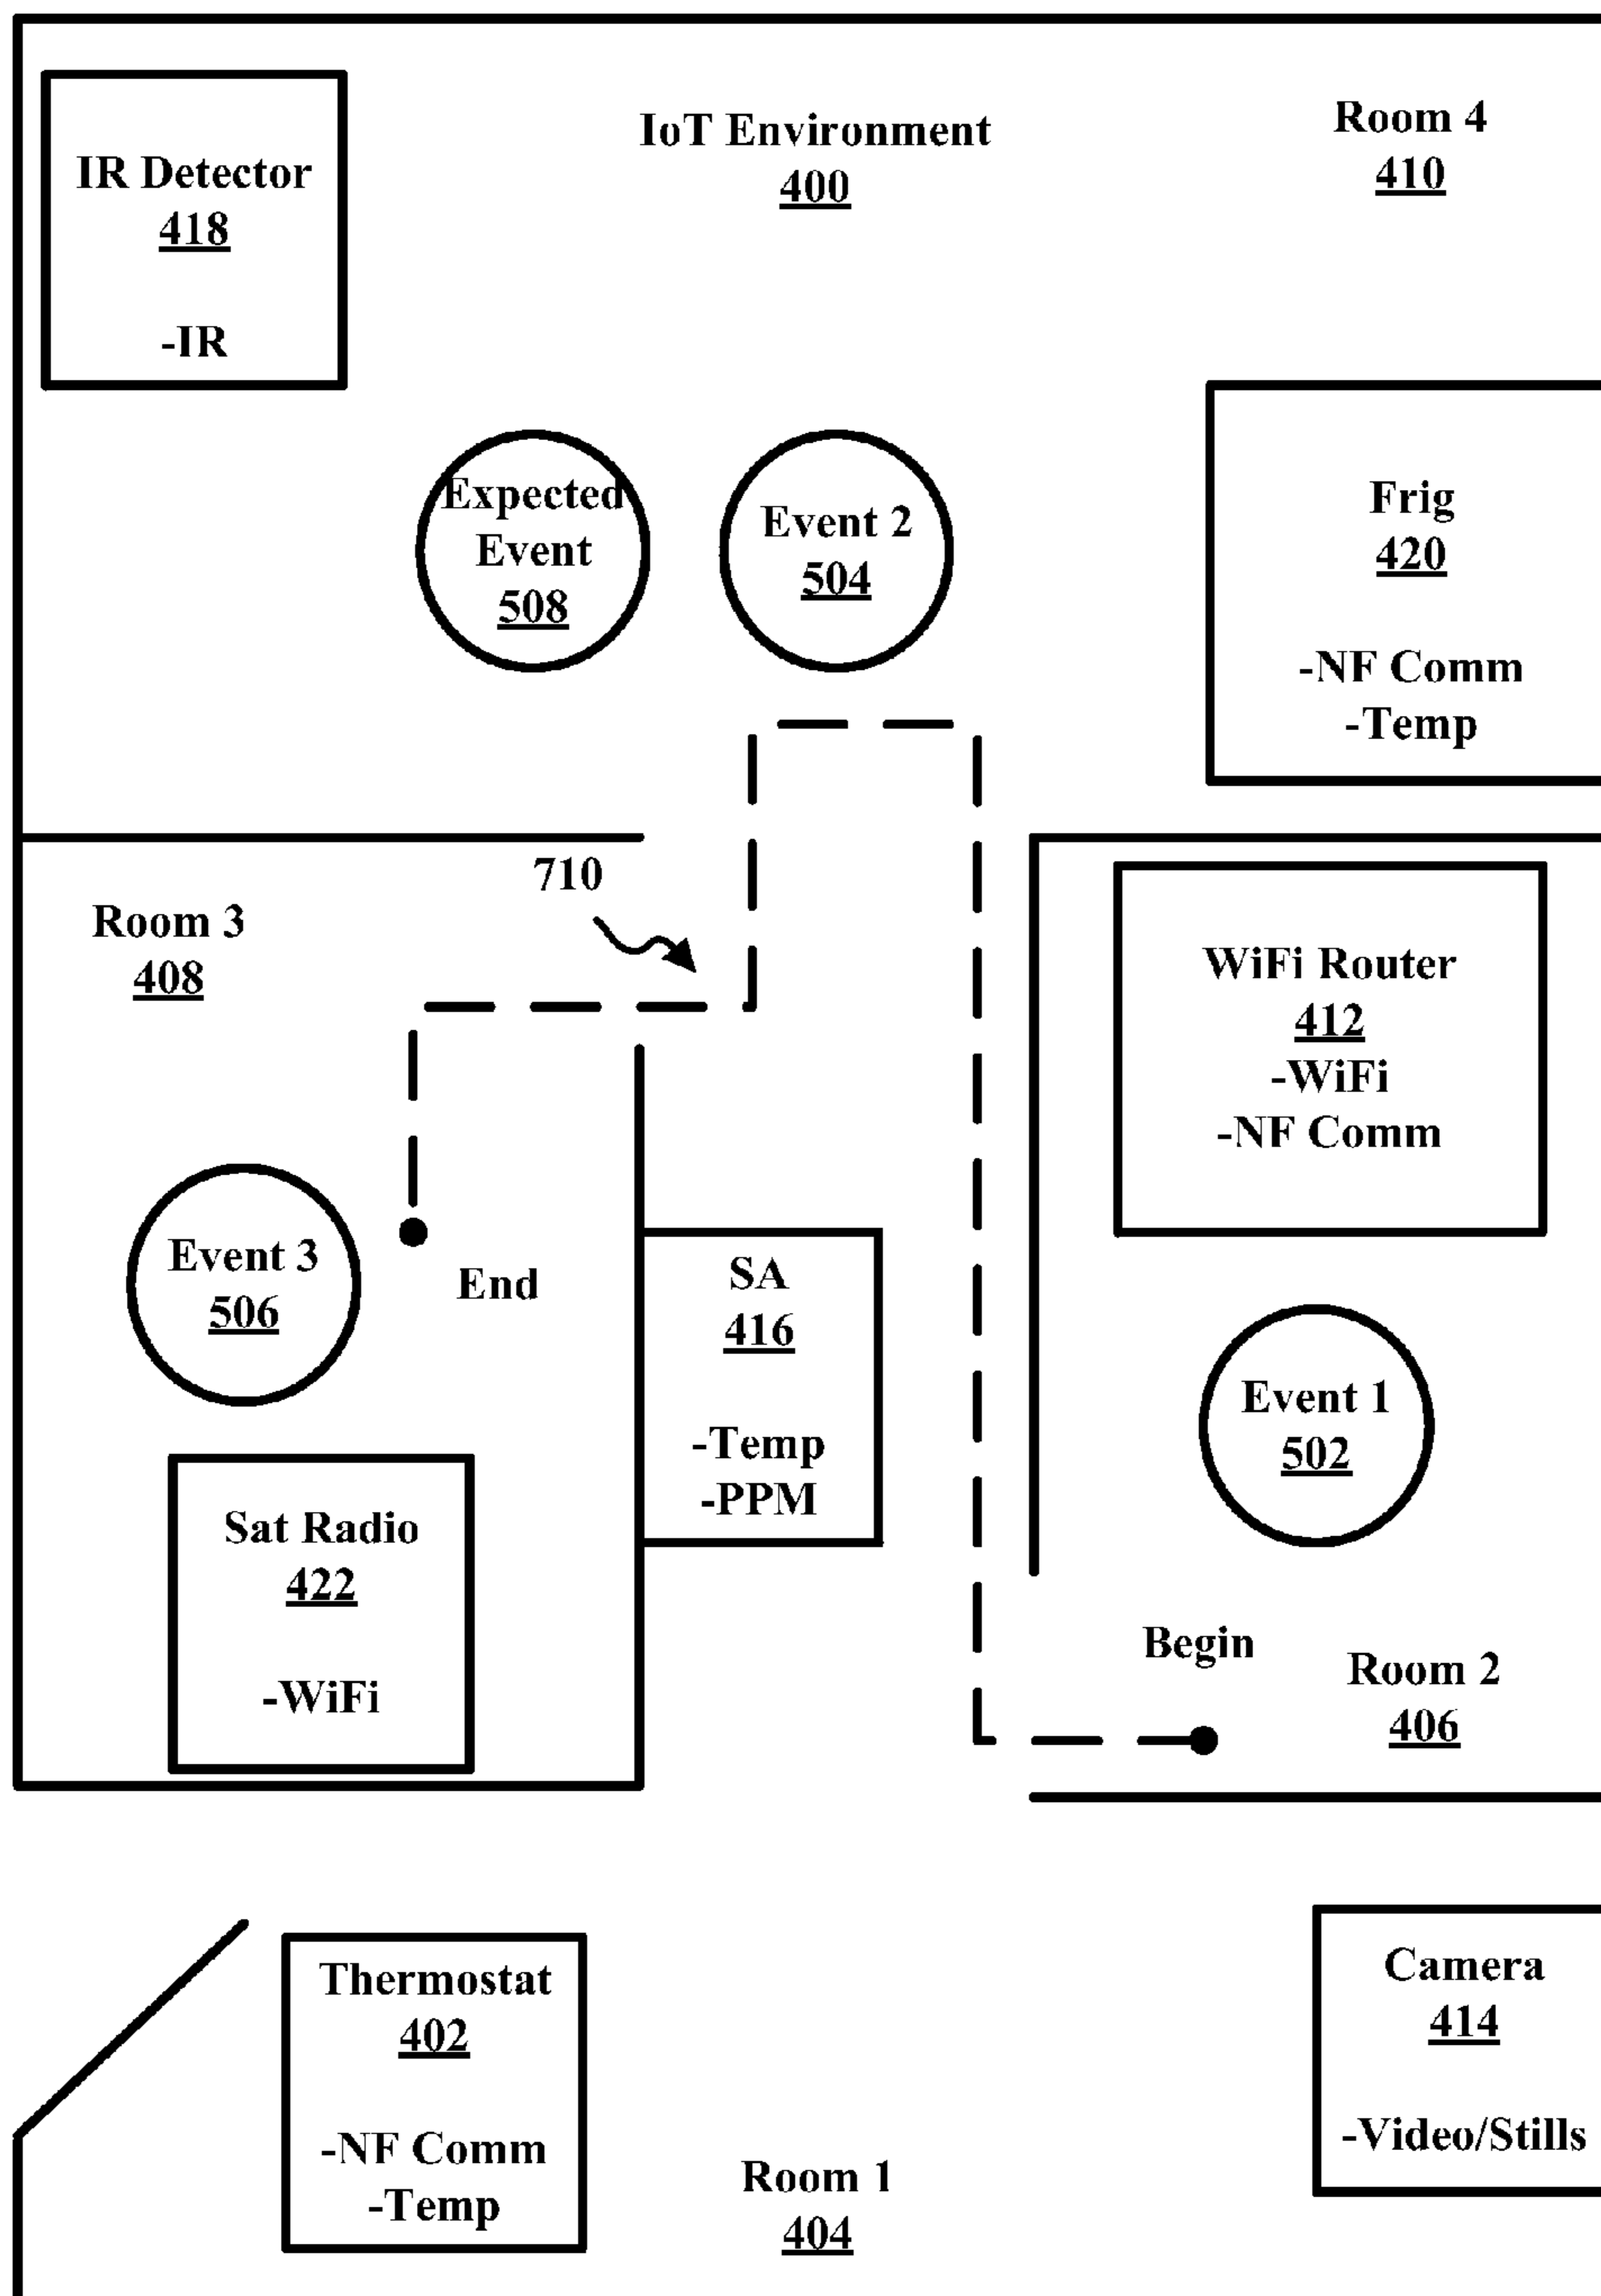 IoT Environment
400
Room 4
410
IR Detector
418
-IR
Expected
Event
508
Event 2
504
Frig
420
-NF Comm
-Temp
710
Room 3
408
WiFi Router
412
-WiFi
-NF Comm
Event 3
506
End
SA
416
-Temp
-PPM
Event 1
502
Sat Radio
422
-WiFi
Begin
Room 2
406
Thermostat
402
-NF Comm
-Temp
Room 1
404
Camera
414
-Video/Stills